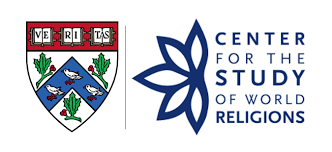 VE RI TAS
CENTER
FOR THE
STUDY
OF WORLD
RELIGIONS